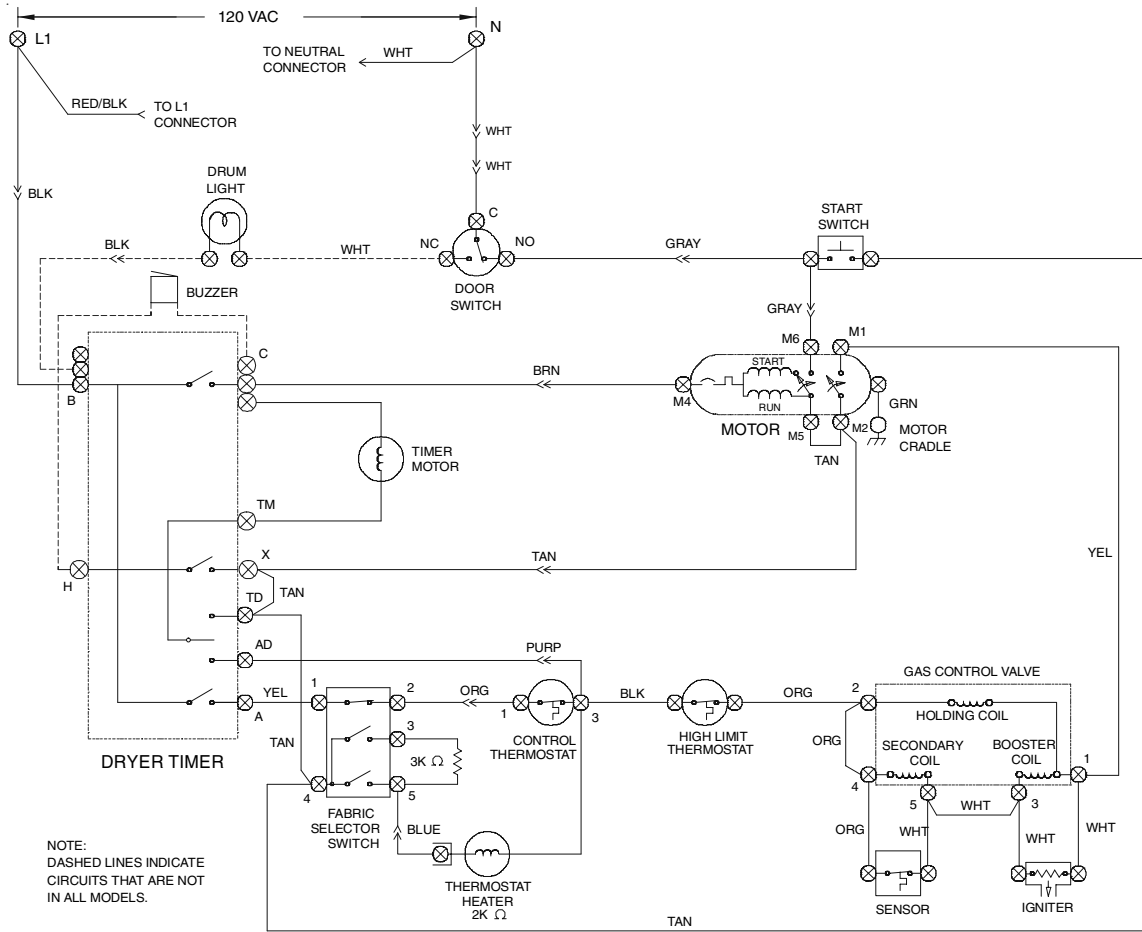 120 VAC
L1
N
TO NEUTRAL
CONNECTOR
WHT
RED/BLK
TO L1
CONNECTOR
WHT
WHT
BLK
DRUM
LIGHT
C
START
SWITCH
BLK
WHT
NC
NO
GRAY
DOOR
SWITCH
BUZZER
GRAY
M6
M1
C
START
BRN
B
M4
RUN
GRN
MOTOR
M5
M2
MOTOR
CRADLE
TAN
TIMER
MOTOR
TM
X
TAN
YEL
H
TAN
TD
AD
PURP
GAS CONTROL VALVE
YEL
A
1
2
ORG
1
3
BLK
ORG
2
HOLDING COIL
CONTROL
THERMOSTAT
HIGH LIMIT
THERMOSTAT
ORG
SECONDARY
COIL
BOOSTER
COIL
DRYER TIMER
TAN
3
3K Ω
4
5
4
5
3
1
WHT
FABRIC
SELECTOR
SWITCH
BLUE
ORG
WHT
WHT
WHT
NOTE:
DASHED LINES INDICATE
CIRCUITS THAT ARE NOT
IN ALL MODELS.
THERMOSTAT
HEATER
2K Ω
SENSOR
IGNITER
TAN